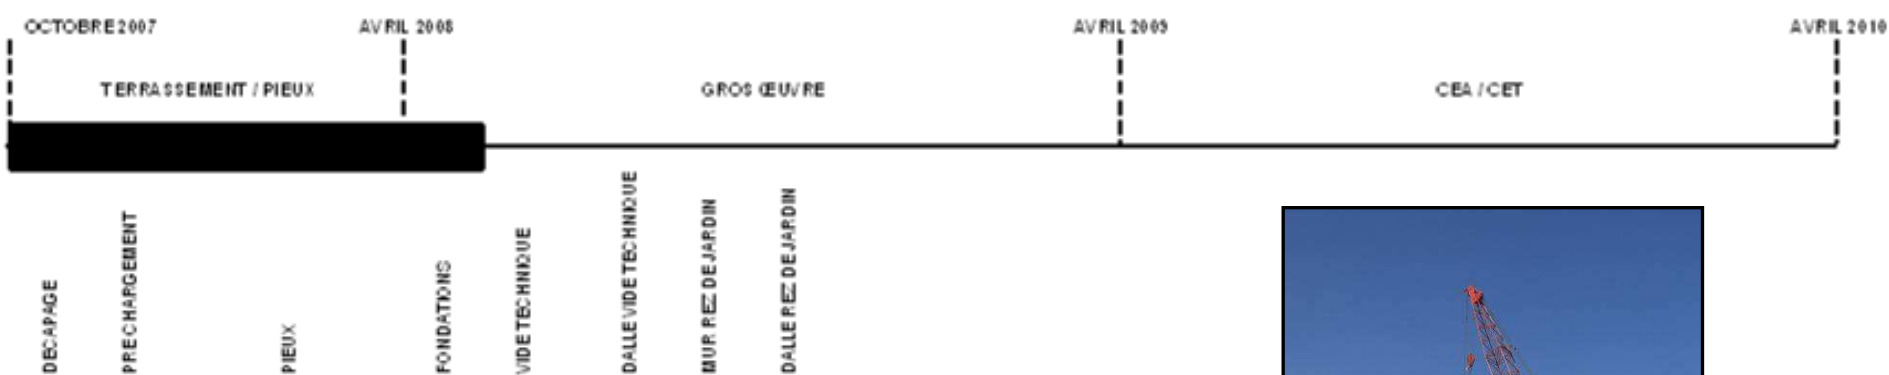 OCTOBRE 2007
AVRIL 2008
AVRIL 2009
AVRIL 2010
TERRASSEMENT / PIEUX
GROS ŒUVRE
CEA / CET
DECAPAGE
PRECHARGEMENT
PIEUX
FONDATIONS
VIDE TECHNIQUE
DALLE VIDE TECHNIQUE
MUR REZ DE JARDIN
DALLE REZ DE JARDIN